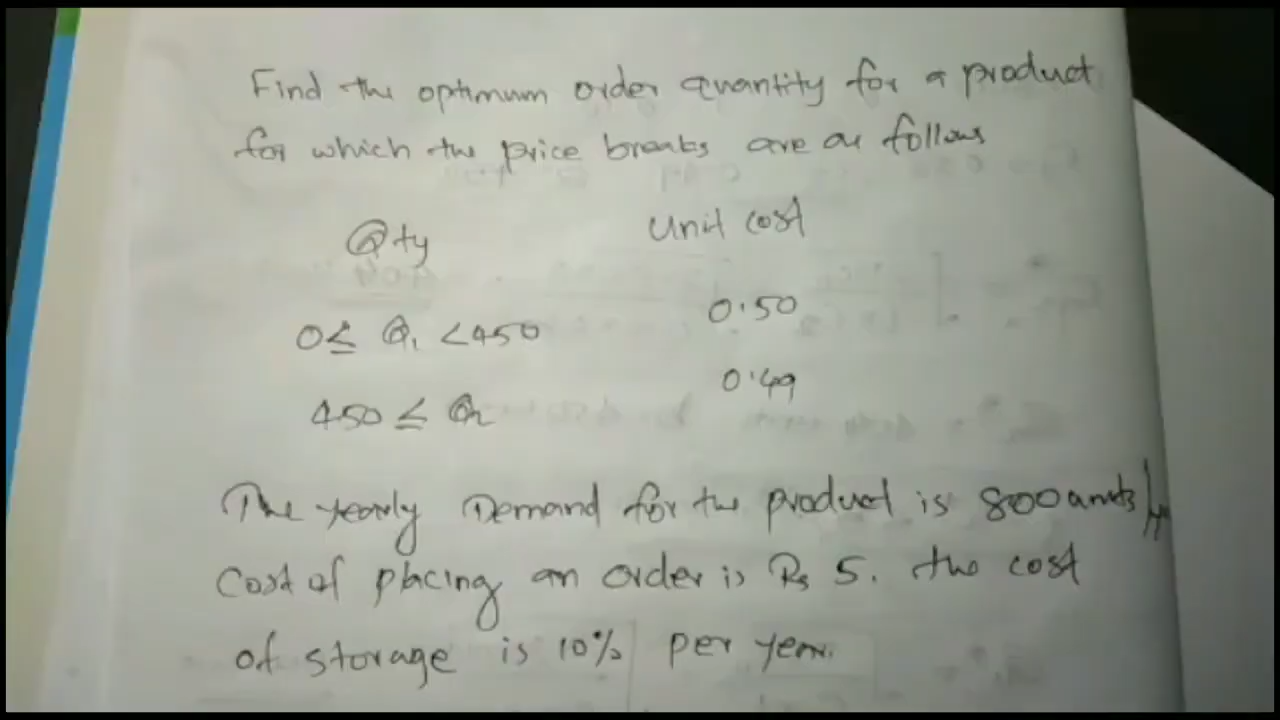 Find the optimum order quantity for a product
for which the price breaks are as follows
Qty Unit cost
0≤ Q₁ <450 0.50
450 ≤ Q₂ 0.49
The yearly Demand for the product is 800 units/yr
Cost of placing an order is Rs 5. the cost
of storage is 10% per year.